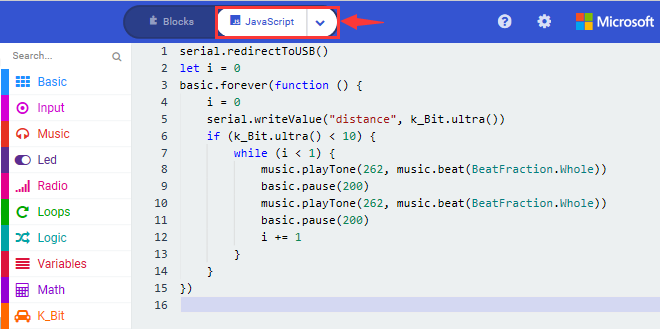 Blocks
JavaScript
Microsoft
Search...
Basic
Input
Music
Led
Radio
Loops
Logic
Variables
Math
K_Bit
1 serial.redirectToUSB()
2 let i = 0
3 basic.forever(function () {
4     i = 0
5     serial.writeValue("distance", k_Bit.ultra())
6     if (k_Bit.ultra() < 10) {
7         while (i < 1) {
8             music.playTone(262, music.beat(BeatFraction.Whole))
9             basic.pause(200)
10             music.playTone(262, music.beat(BeatFraction.Whole))
11             basic.pause(200)
12             i += 1
13         }
14     }
15 })
16